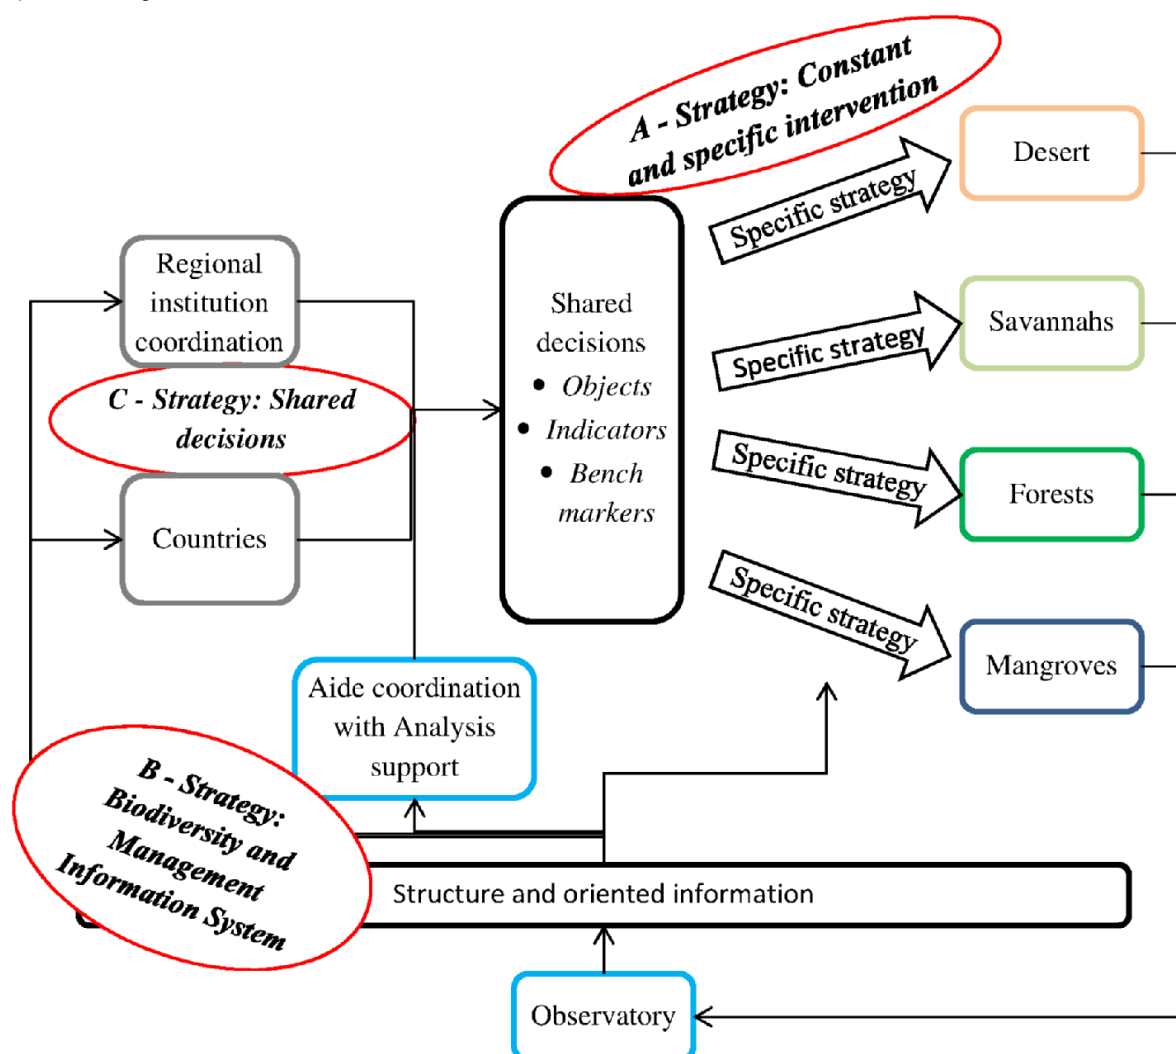 A - Strategy: Constant
and specific intervention
Desert
Specific strategy
Regional
institution
coordination
Shared
decisions
• Objects
• Indicators
• Bench
markers
Savannahs
Specific strategy
C - Strategy: Shared
decisions
Specific strategy
Forests
Countries
Specific strategy
Mangroves
Aide coordination
with Analysis
support
B - Strategy:
Biodiversity and
Management
Information System
Structure and oriented information
Observatory